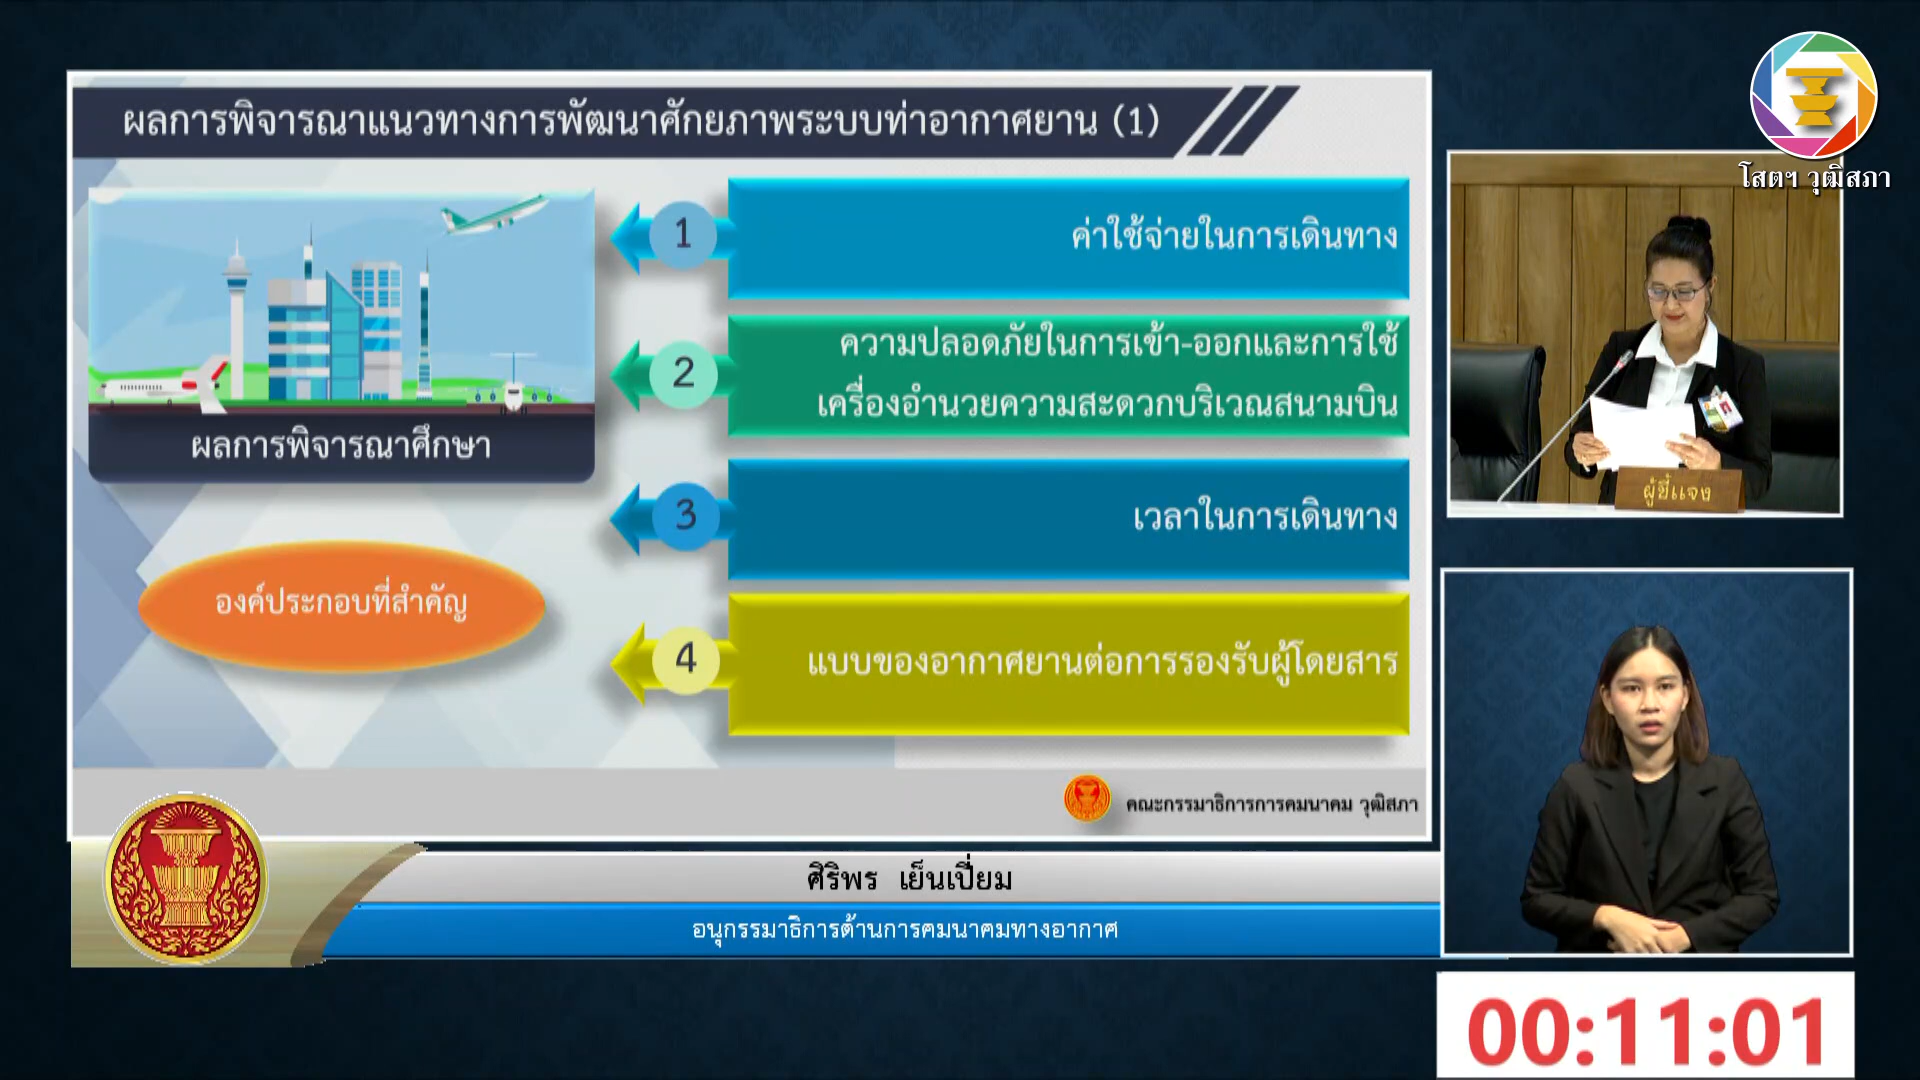 ผลการพิจารณาแนวทางการพัฒนาศักยภาพระบบท่าอากาศยาน (1)
โสตฯ วุฒิสภา
1
ค่าใช้จ่ายในการเดินทาง
2
ความปลอดภัยในการเข้า-ออกและการใช้
เครื่องอำนวยความสะดวกบริเวณสนามบิน
ผลการพิจารณาศึกษา
3
เวลาในการเดินทาง
ผู้ชี้แจง
องค์ประกอบที่สำคัญ
4
แบบของอากาศยานต่อการรองรับผู้โดยสาร
คณะกรรมาธิการการคมนาคม วุฒิสภา
ศิริพร เย็นเปี่ยม
อนุกรรมาธิการด้านการคมนาคมทางอากาศ
00:11:01